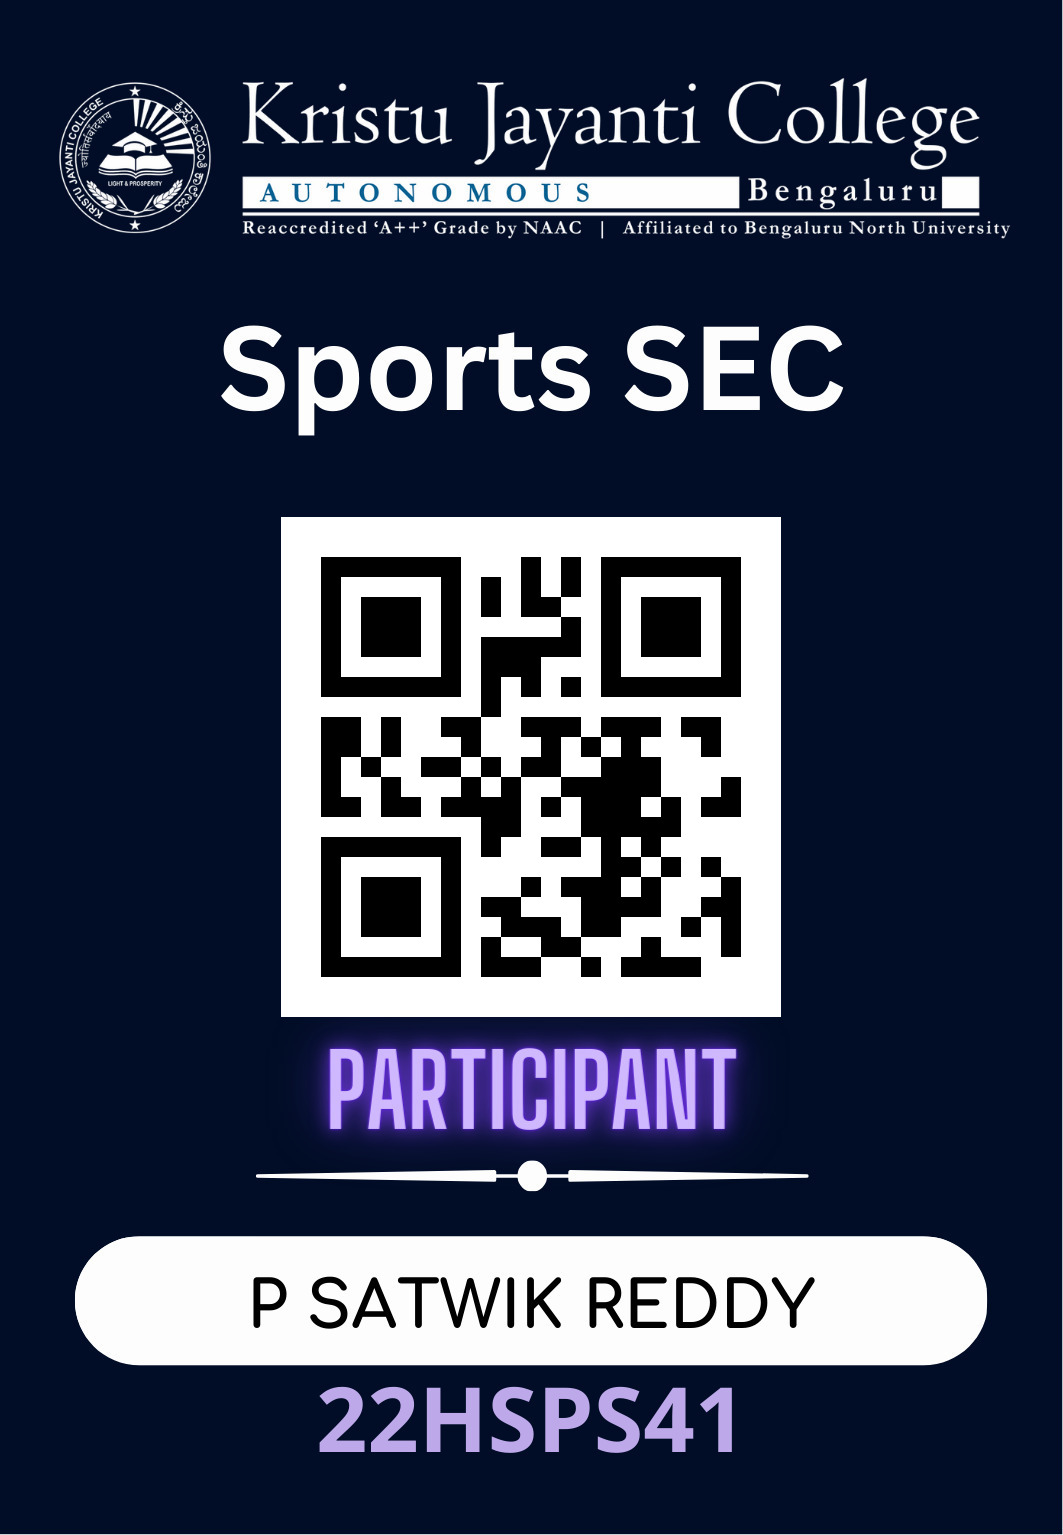 KRISTU JAYANTI COLLEGE
ಕ್ರಿಸ್ತು ಜಯಂತಿ ಕಾಲೇಜು
LIGHT & PROSPERITY
Kristu Jayanti College
AUTONOMOUS Bengaluru
Reaccredited ‘A++’ Grade by NAAC | Affiliated to Bengaluru North University
Sports SEC
PARTICIPANT
P SATWIK REDDY
22HSPS41